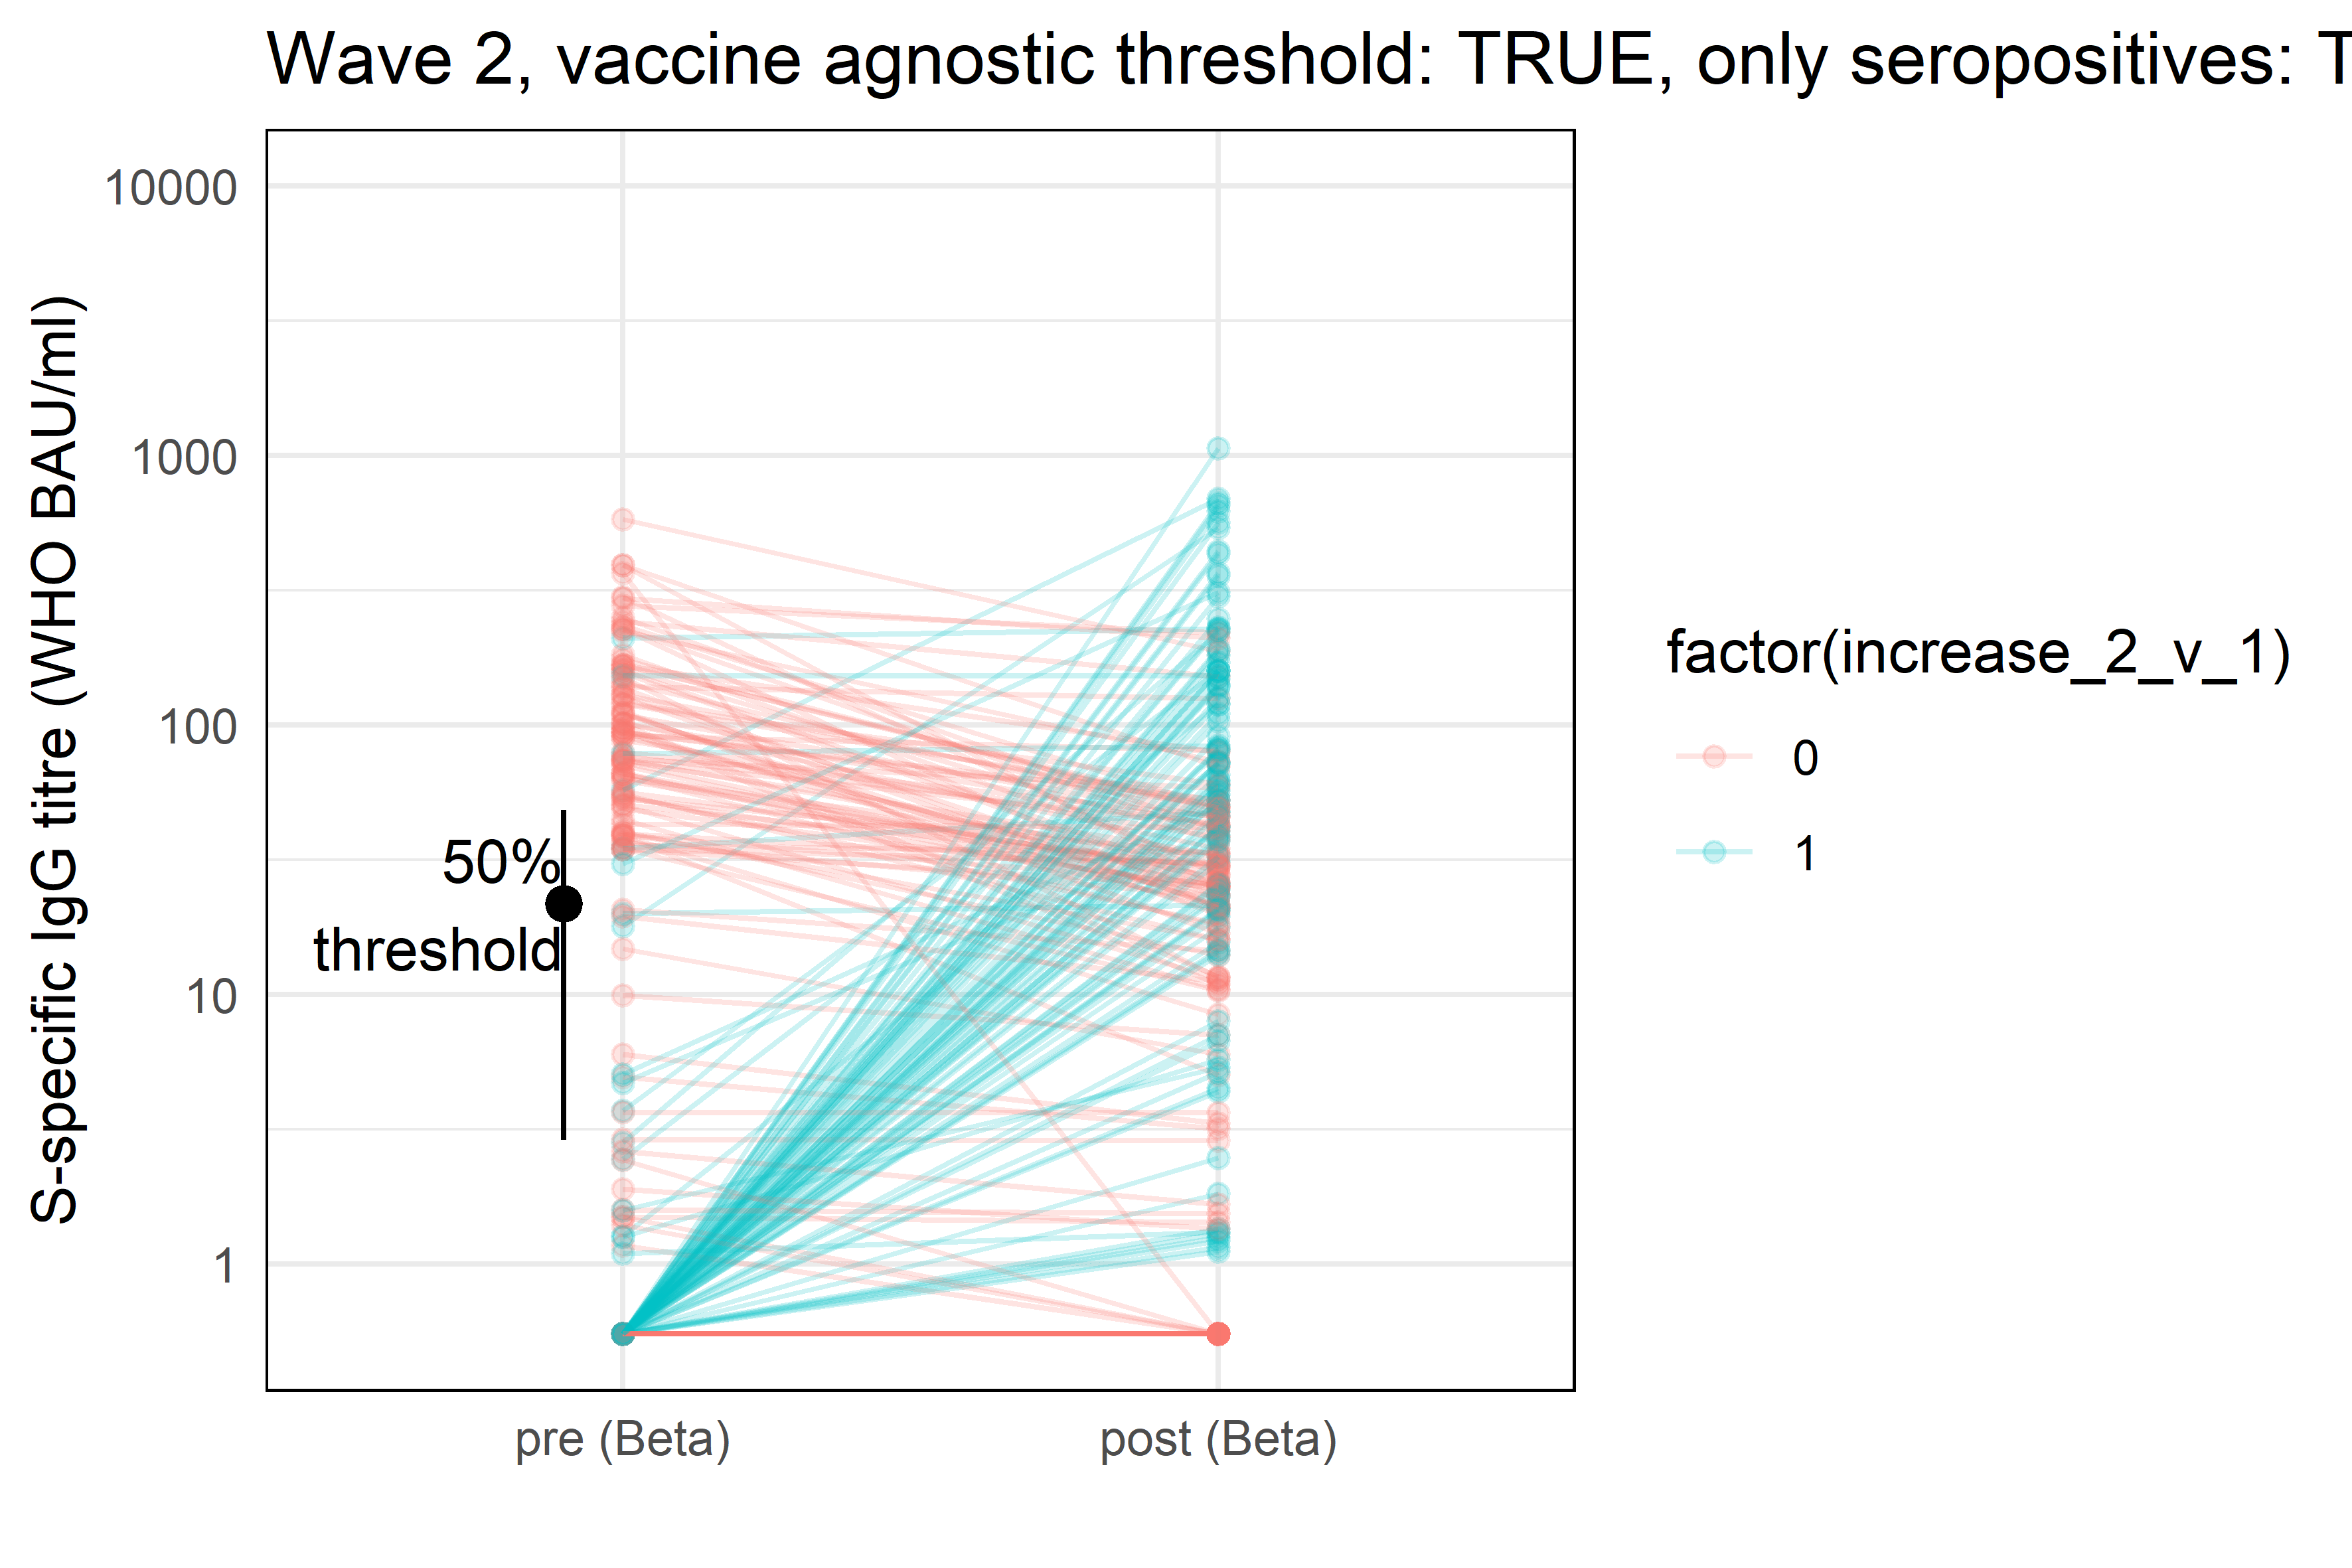 Wave 2, vaccine agnostic threshold: TRUE, only seropositives: T
S-specific IgG titre (WHO BAU/ml)
10000
1000
100
10
1
50%
threshold
pre (Beta)
post (Beta)
factor(increase_2_v_1)
0
1